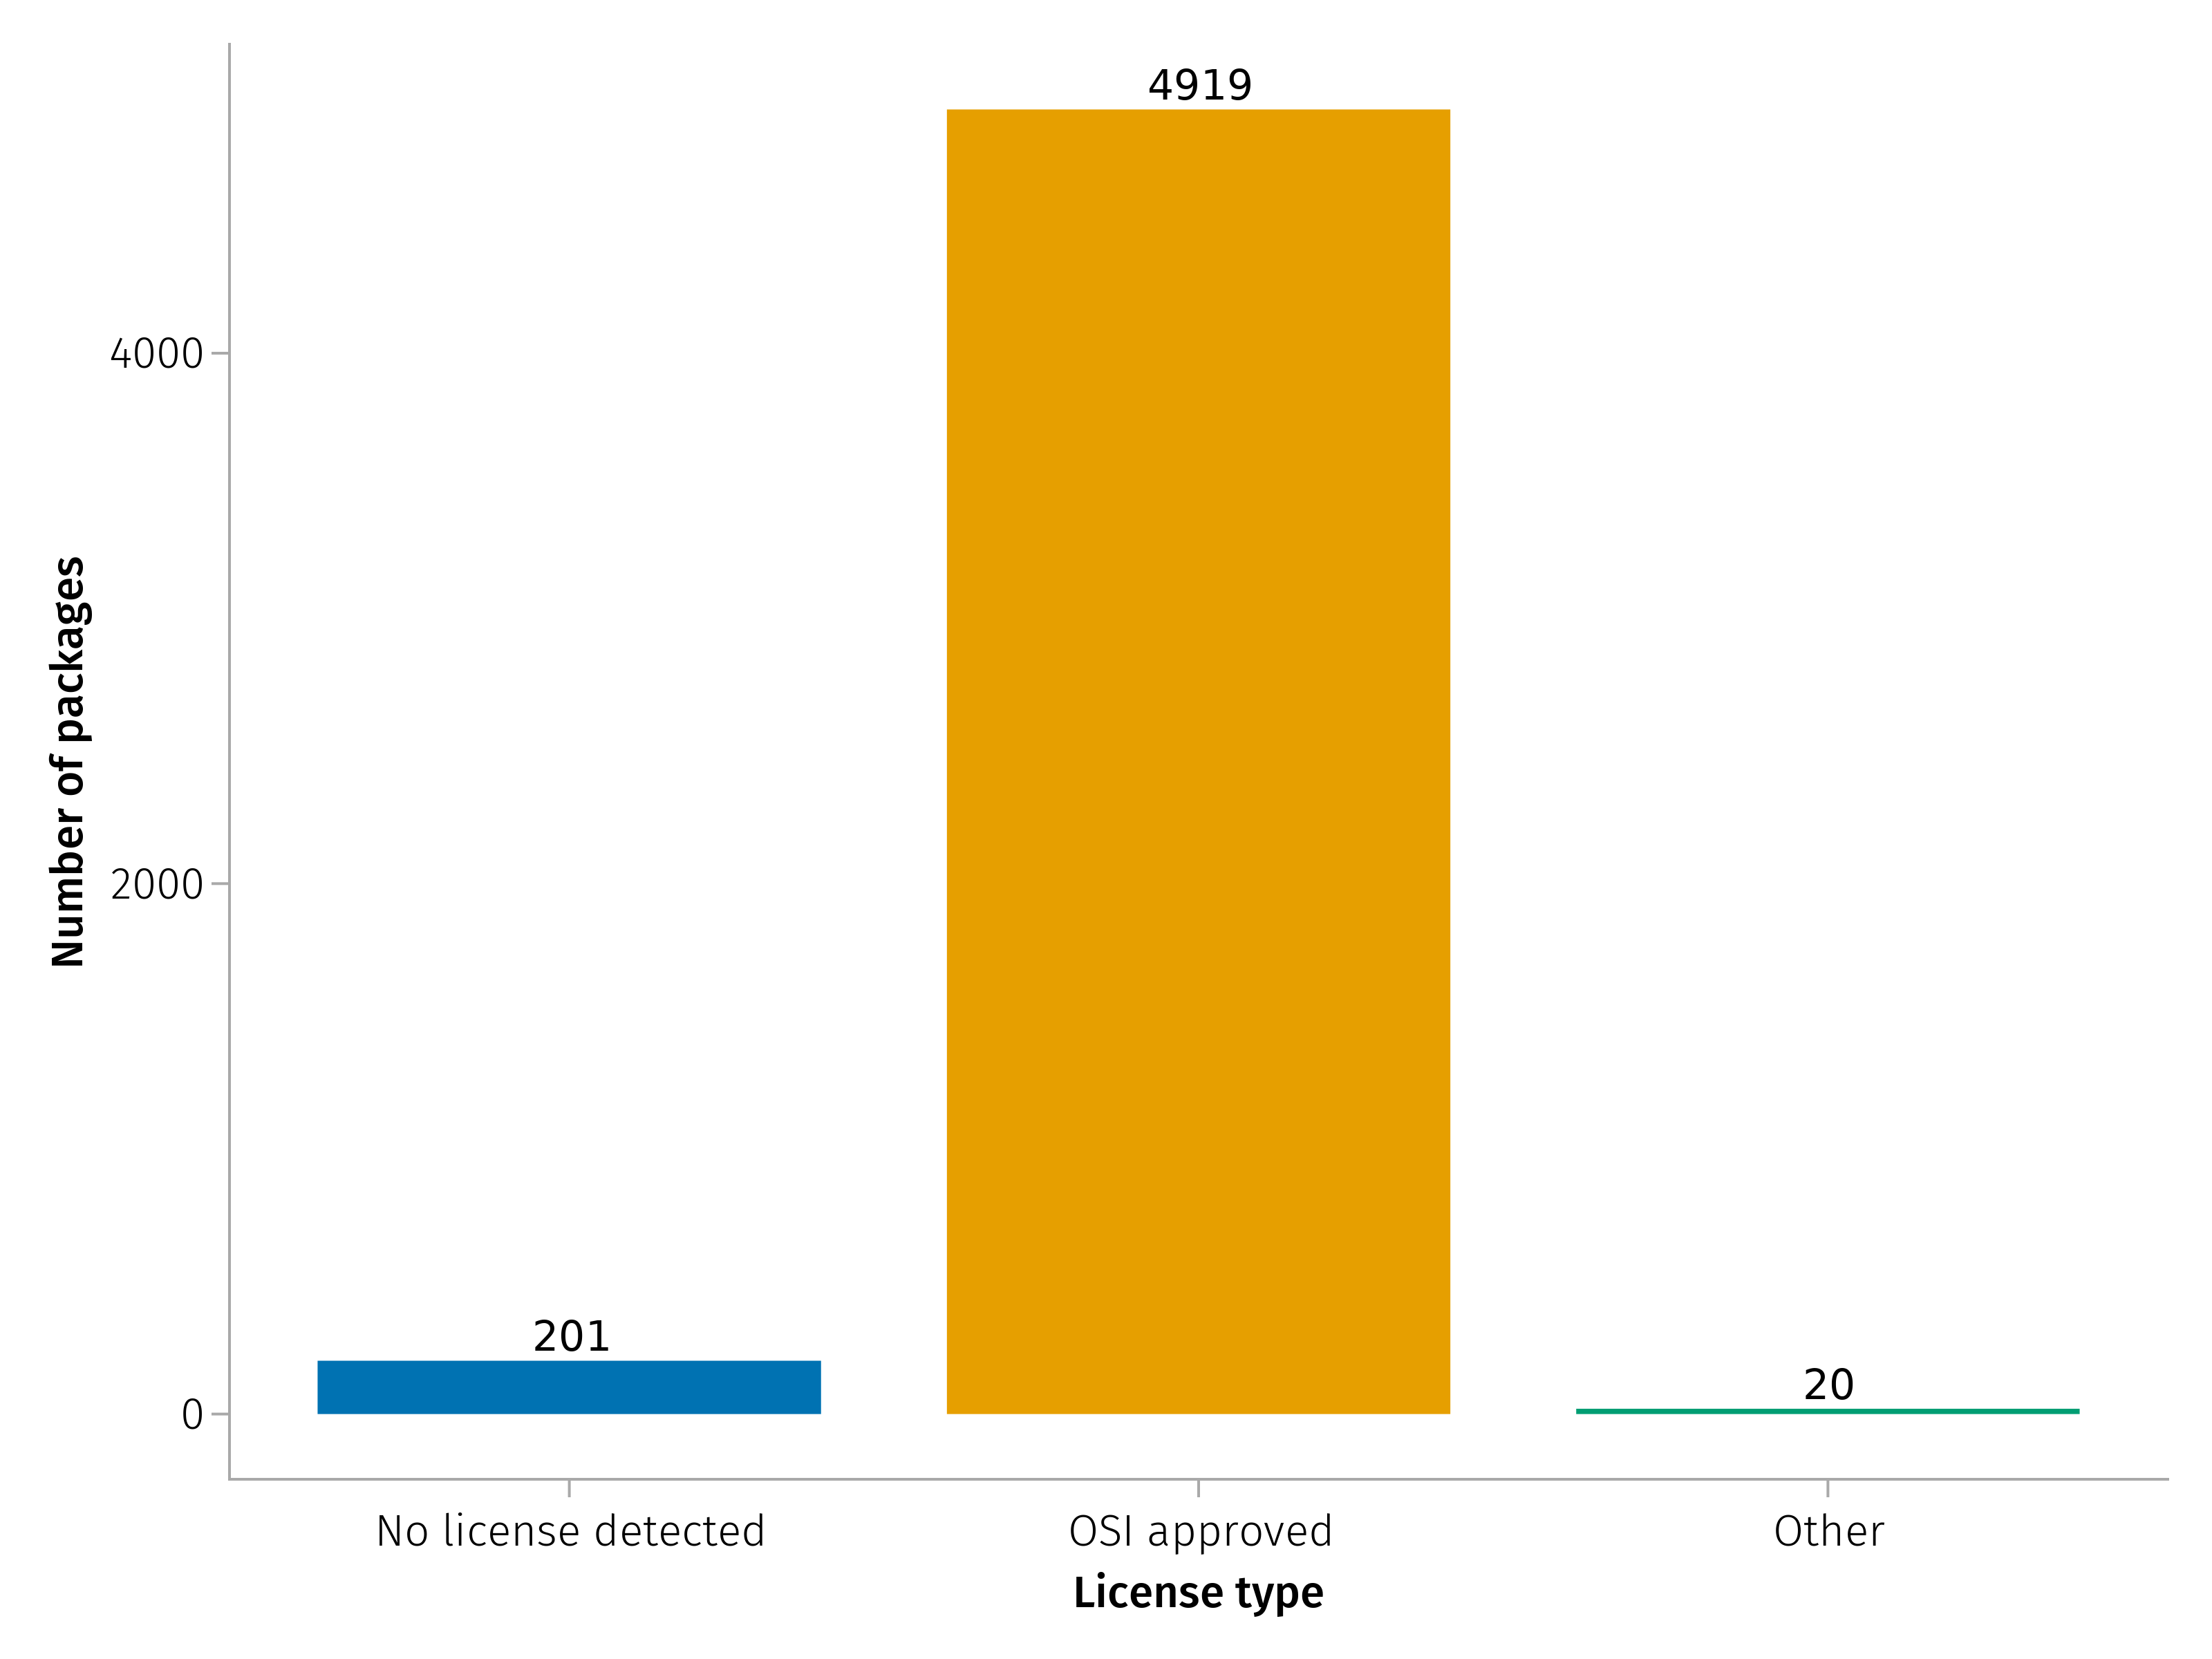 4919
4000
Number of packages
2000
201
20
0
No license detected
OSI approved
Other
License type